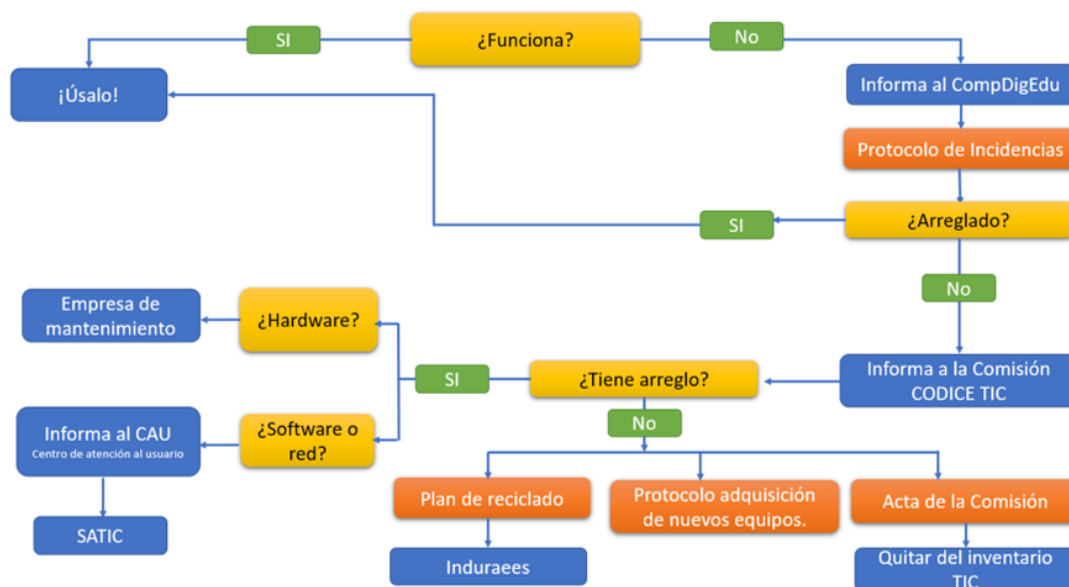 SI
¿Funciona?
No
¡Úsalo!
Informa al CompDigEdu
Protocolo de Incidencias
SI
¿Arreglado?
No
Empresa de
mantenimiento
¿Hardware?
SI
¿Tiene arreglo?
Informa a la Comisión
CODICE TIC
Informa al CAU
Centro de atención al usuario
¿Software o
red?
No
Plan de reciclado
Protocolo adquisición
de nuevos equipos.
Acta de la Comisión
SATIC
Induraees
Quitar del inventario
TIC